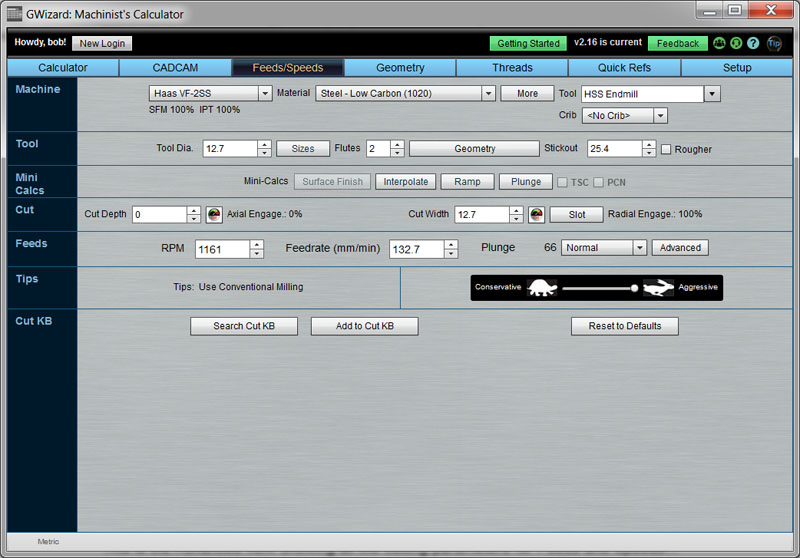 GWizard: Machinist's Calculator
Howdy, bob! New Login Getting Started v2.16 is current Feedback ? Tip
Calculator CADCAM Feeds/Speeds Geometry Threads Quick Refs Setup
Machine Haas VF-2SS Material Steel - Low Carbon (1020) More Tool HSS Endmill
SFM 100% IPT 100% Crib <No Crib>
Tool Tool Dia. 12.7 Sizes Flutes 2 Geometry Stickout 25.4 Rougher
Mini Calcs Mini-Calcs Surface Finish Interpolate Ramp Plunge TSC PCN
Cut Cut Depth 0 Axial Engage.: 0% Cut Width 12.7 Slot Radial Engage.: 100%
Feeds RPM 1161 Feedrate (mm/min) 132.7 Plunge 66 Normal Advanced
Tips Tips: Use Conventional Milling Conservative Aggressive
Cut KB Search Cut KB Add to Cut KB Reset to Defaults
Metric